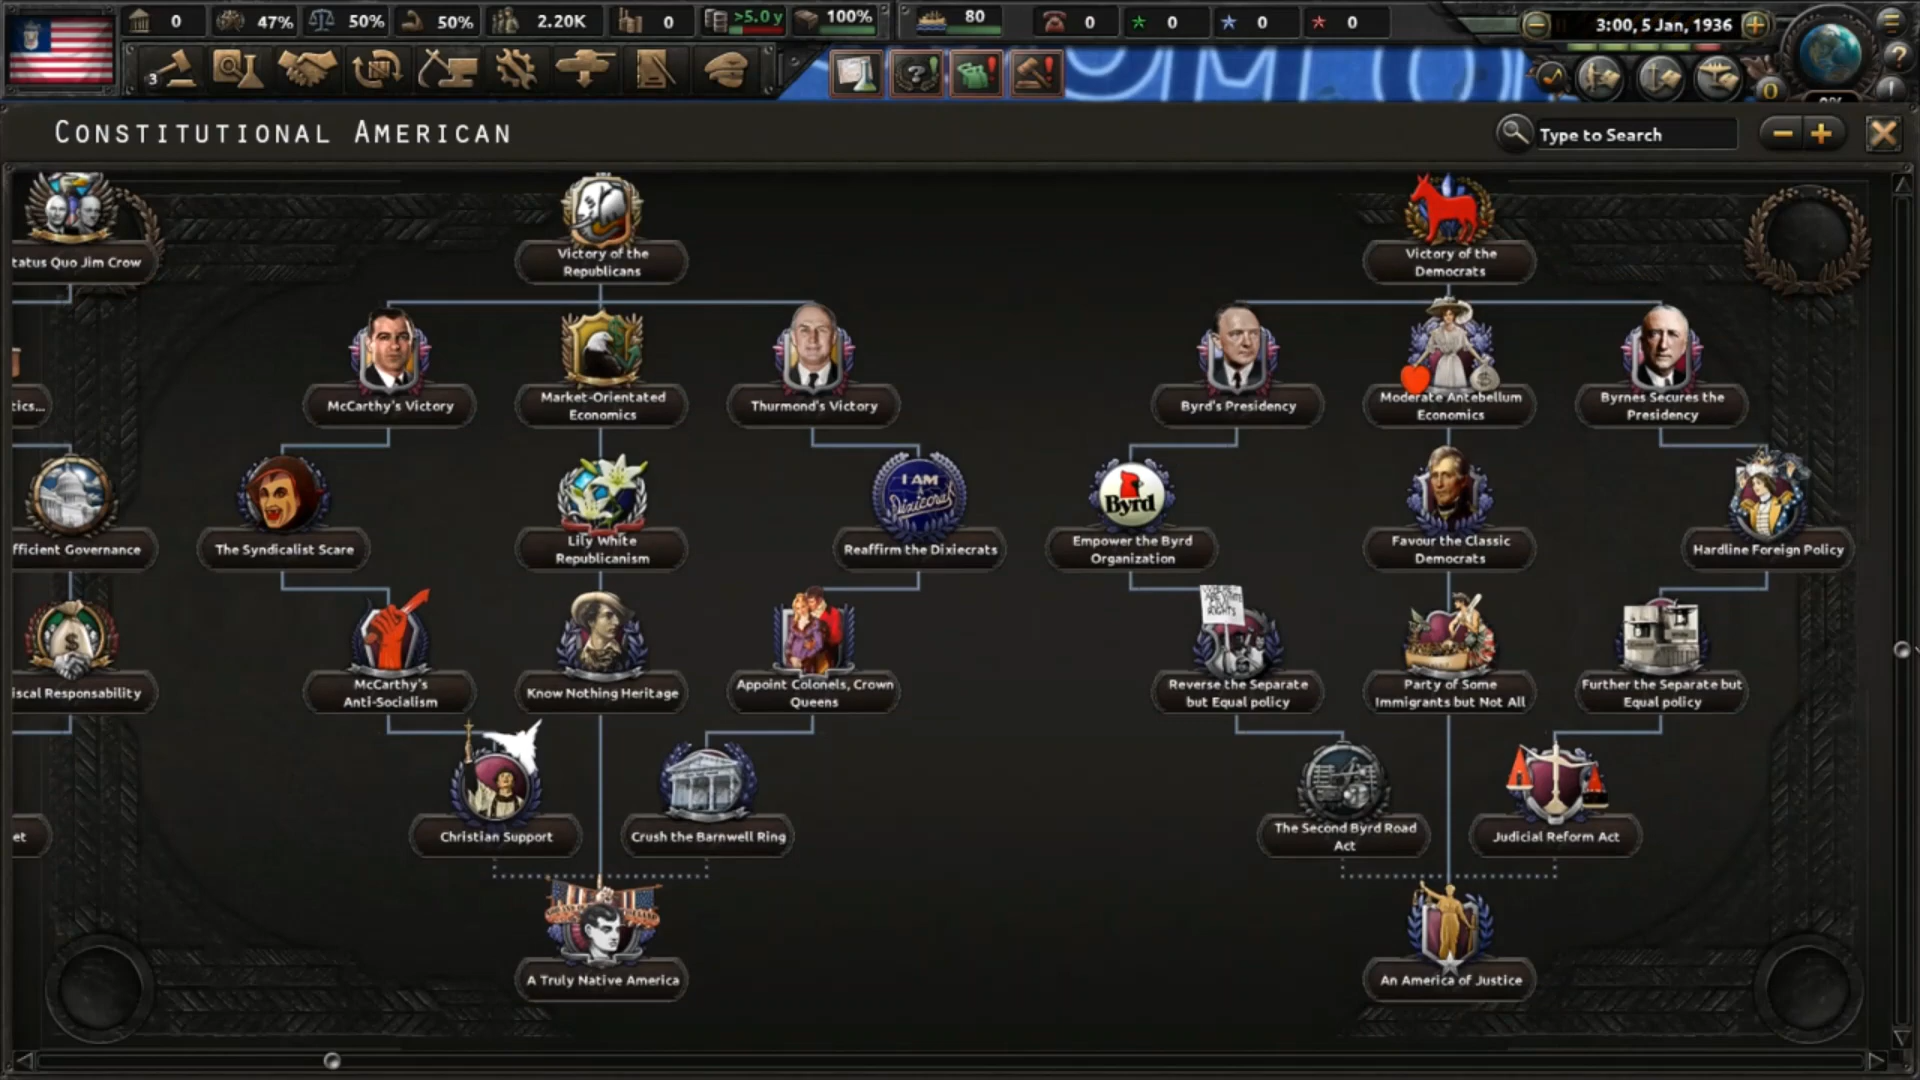 0
47%
50%
50%
2.20K
0
>5.0 y
100%
80
0
0
0
0
3:00, 5 Jan, 1936
3
0
0%
CONSTITUTIONAL AMERICAN
Type to Search
tatus Quo Jim Crow
Victory of the
Republicans
Victory of the
Democrats
tics...
McCarthy's Victory
Market-Orientated
Economics
Thurmond's Victory
Byrd's Presidency
Moderate Antebellum
Economics
Byrnes Secures the
Presidency
I AM
A
Dixiecrat
Byrd
fficient Governance
The Syndicalist Scare
Lily White
Republicanism
Reaffirm the Dixiecrats
Empower the Byrd
Organization
Favour the Classic
Democrats
Hardline Foreign Policy
RIGHTS
iscal Responsability
McCarthy's
Anti-Socialism
Know Nothing Heritage
Appoint Colonels, Crown
Queens
Reverse the Separate
but Equal policy
Party of Some
Immigrants but Not All
Further the Separate but
Equal policy
et
Christian Support
Crush the Barnwell Ring
The Second Byrd Road
Act
Judicial Reform Act
A Truly Native America
An America of Justice